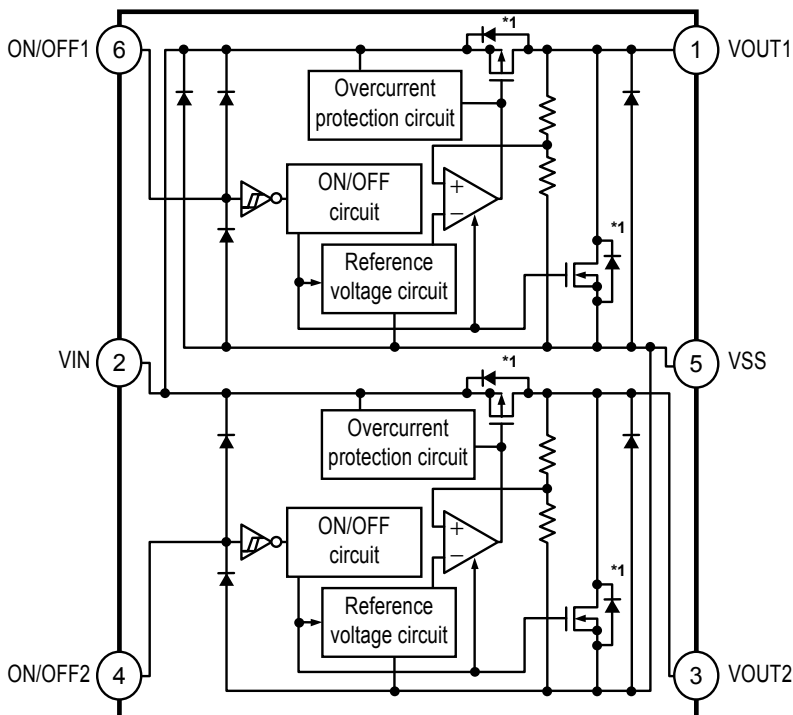 *1
ON/OFF1 6
1 VOUT1
Overcurrent
protection circuit
ON/OFF
circuit
+
−
*1
Reference
voltage circuit
VIN 2
5 VSS
*1
Overcurrent
protection circuit
ON/OFF
circuit
+
−
*1
Reference
voltage circuit
ON/OFF2 4
3 VOUT2